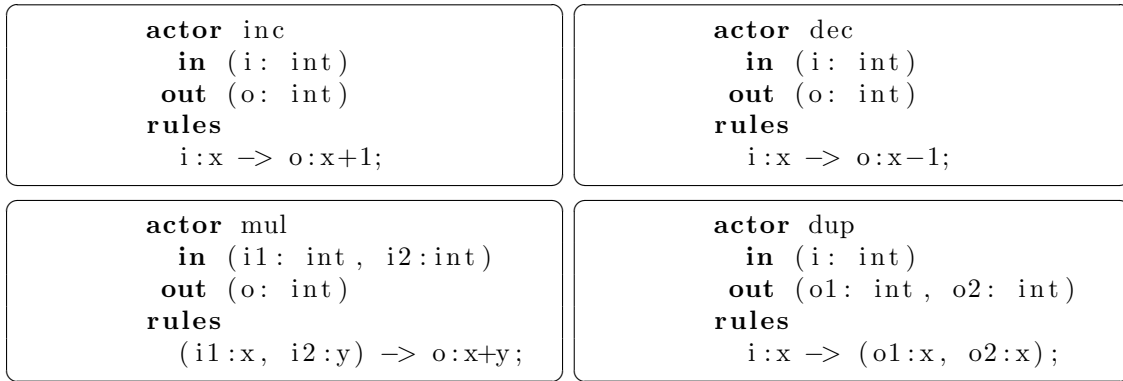 actor inc
in (i: int)
out (o: int)
rules
i:x -> o:x+1;
actor dec
in (i: int)
out (o: int)
rules
i:x -> o:x-1;
actor mul
in (i1: int, i2:int)
out (o: int)
rules
(i1:x, i2:y) -> o:x+y;
actor dup
in (i: int)
out (o1: int, o2: int)
rules
i:x -> (o1:x, o2:x);